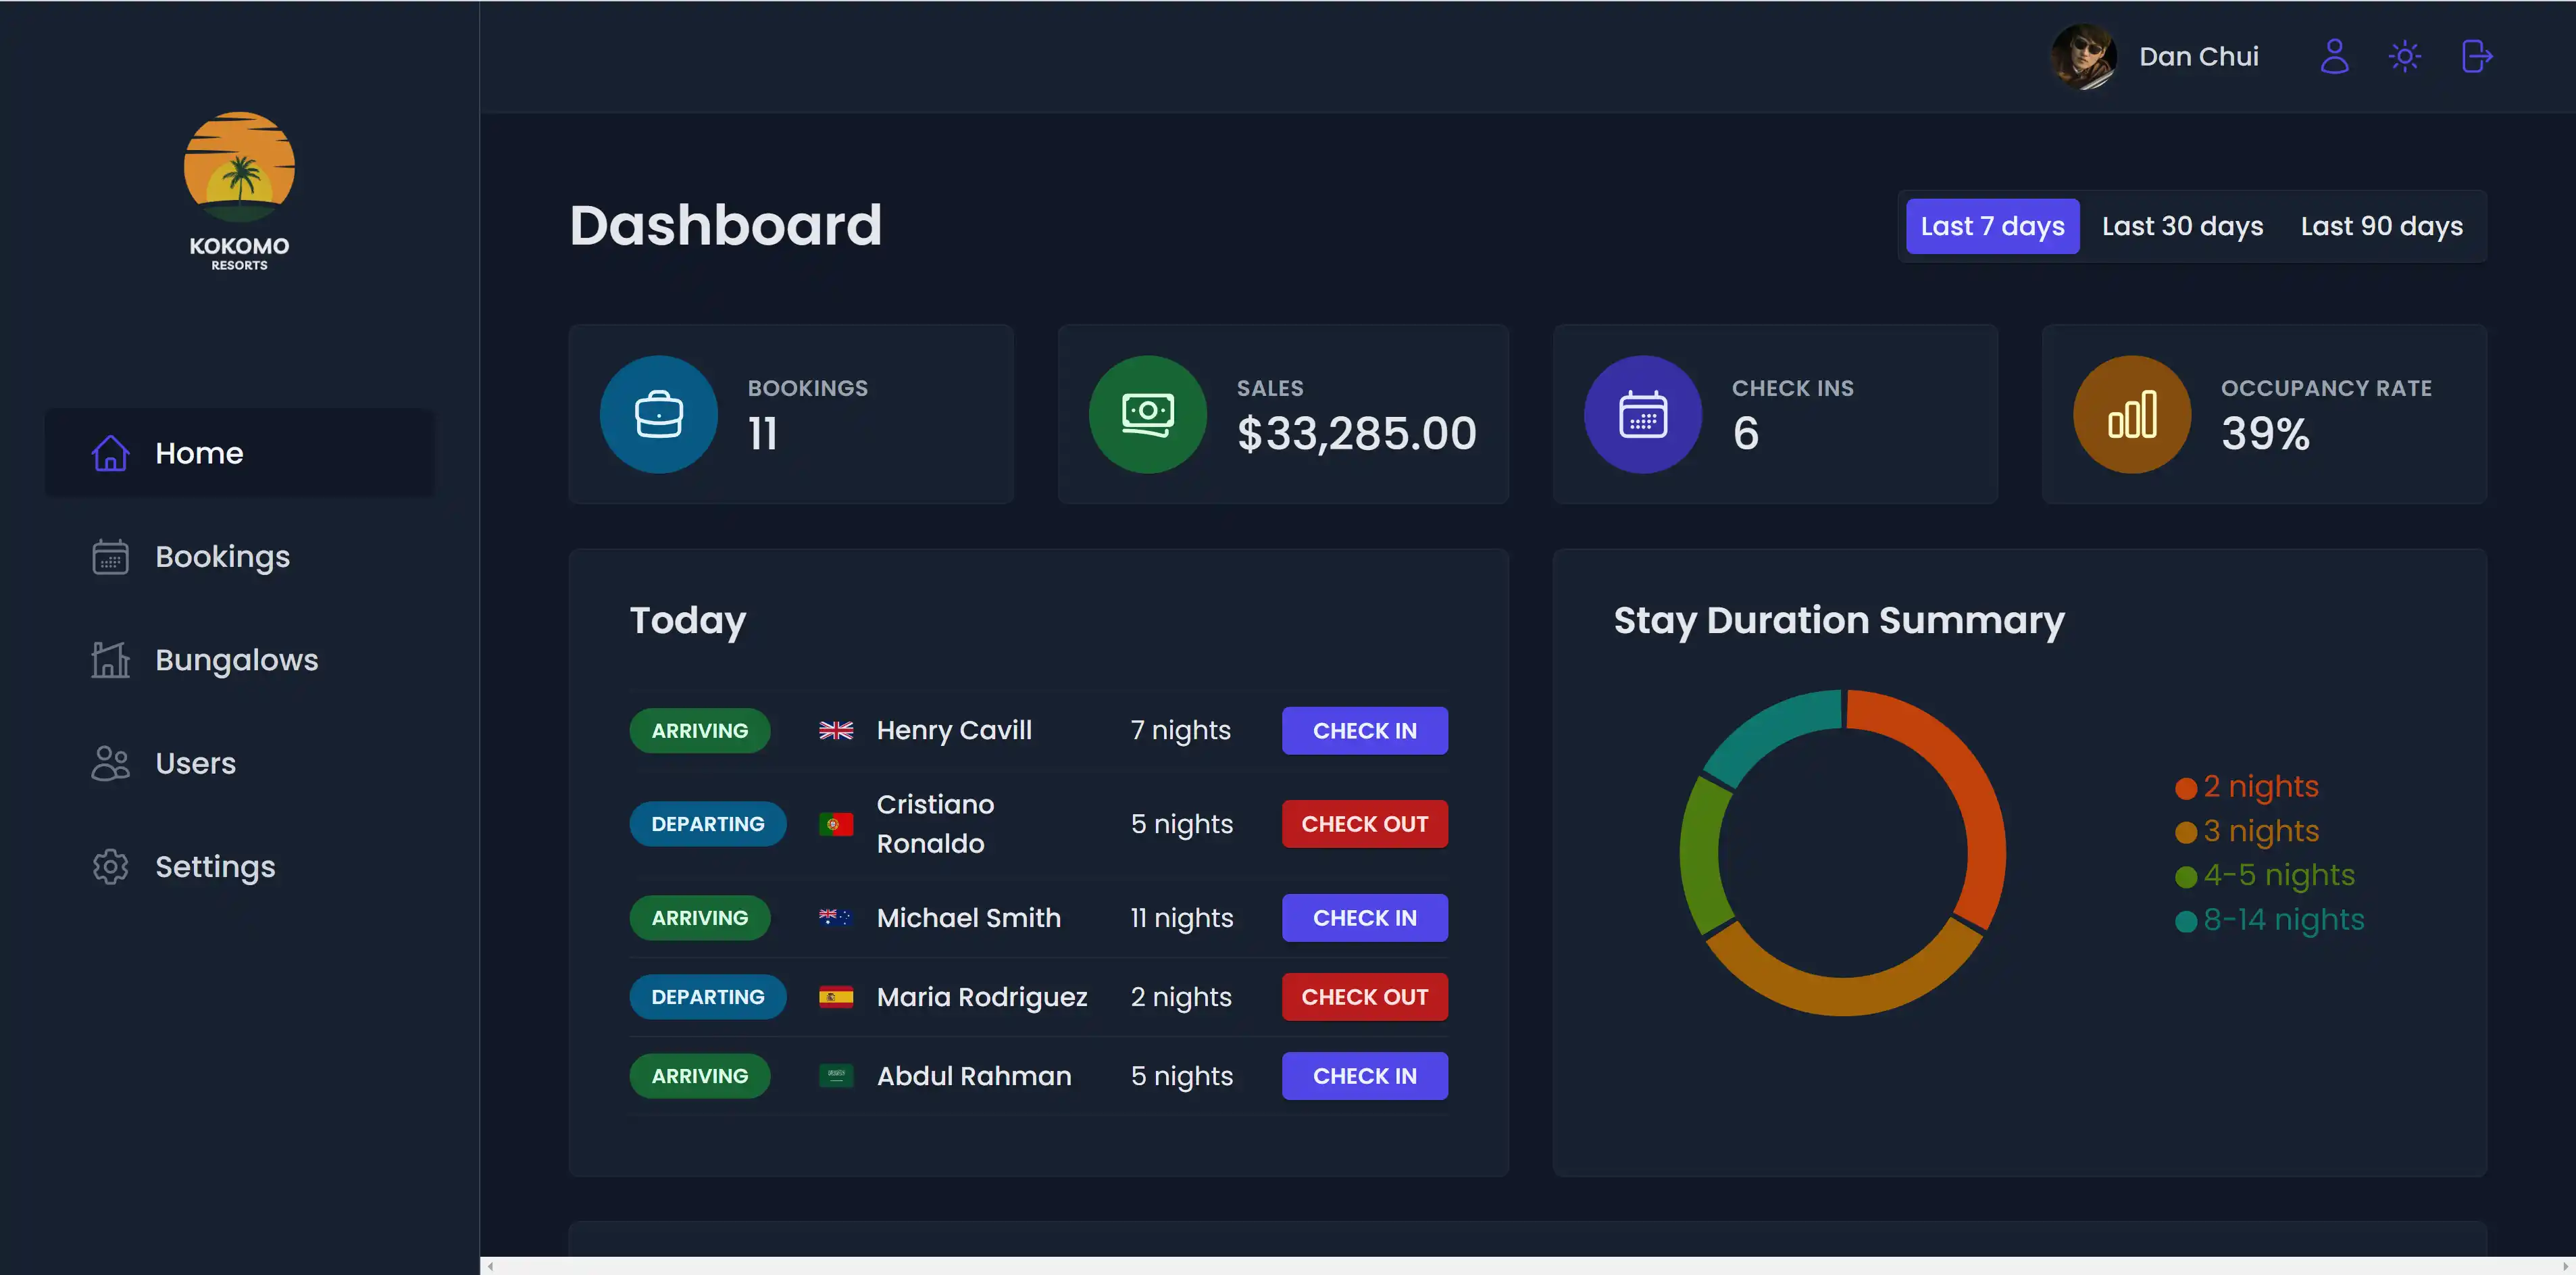 KOKOMO
RESORTS
Home
Bookings
Bungalows
Users
Settings
Dan Chui
Dashboard
Last 7 days Last 30 days Last 90 days
BOOKINGS
11
SALES
$33,285.00
CHECK INS
6
OCCUPANCY RATE
39%
Today
ARRIVING Henry Cavill 7 nights CHECK IN
DEPARTING Cristiano
Ronaldo 5 nights CHECK OUT
ARRIVING Michael Smith 11 nights CHECK IN
DEPARTING Maria Rodriguez 2 nights CHECK OUT
ARRIVING Abdul Rahman 5 nights CHECK IN
Stay Duration Summary
2 nights
3 nights
4-5 nights
8-14 nights